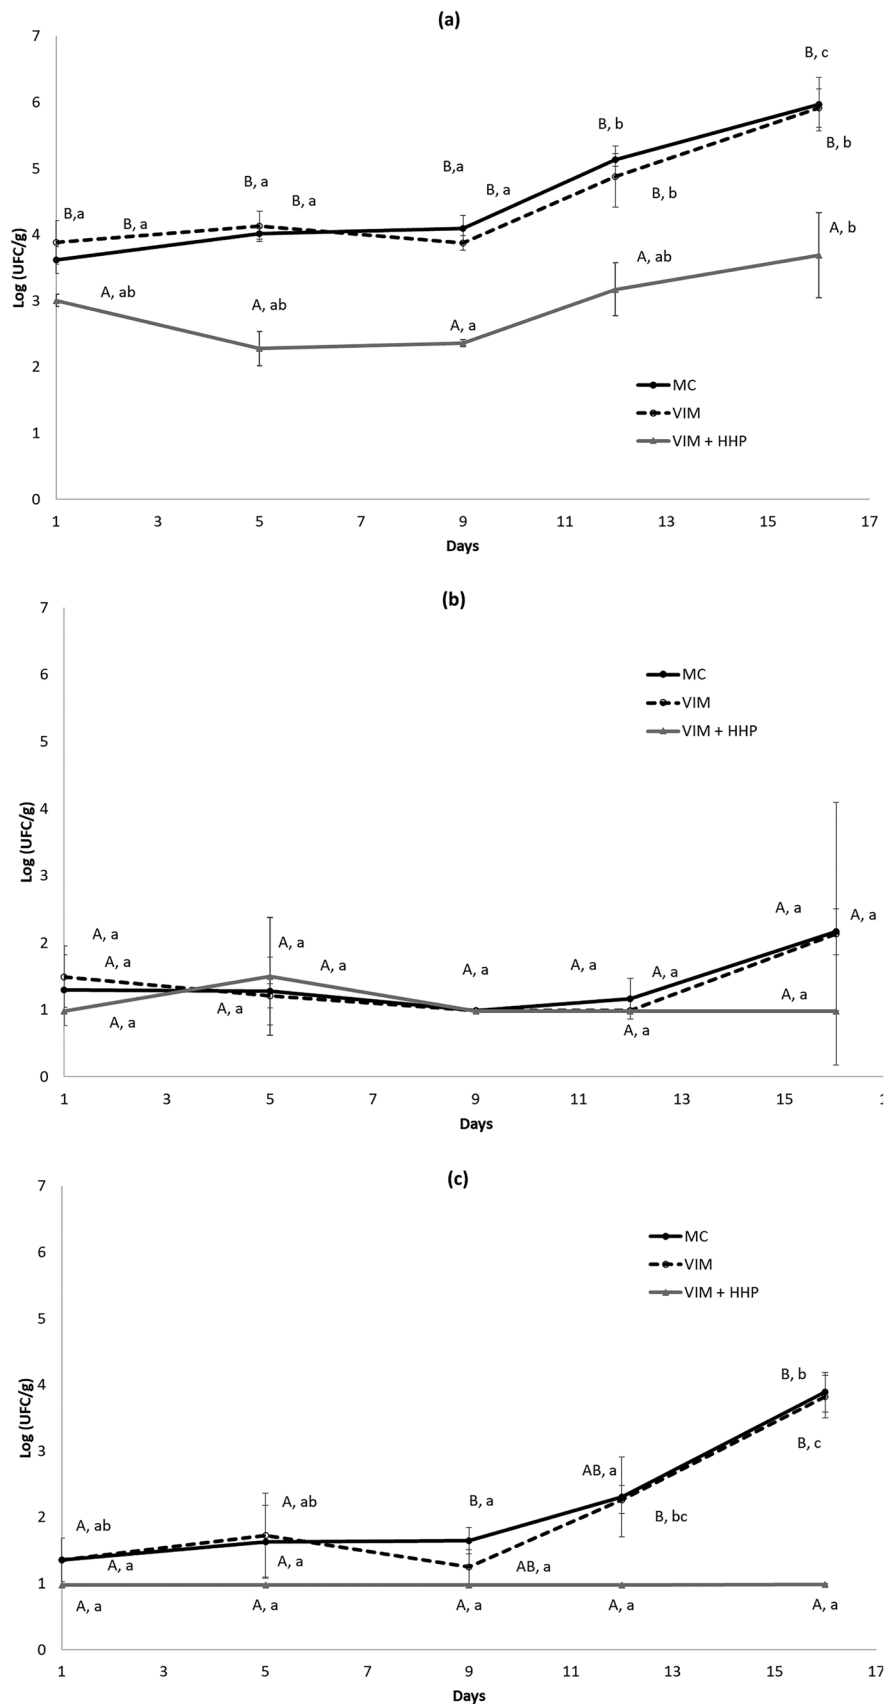 (a)
7
6
5
4
3
2
1
0
Log (UFC/g)
B,a
B, a
B, a
B, a
B,a
B, a
B, b
B, b
B, c
B, b
A, ab
A, ab
A, a
A, ab
A, b
MC
VIM
VIM + HHP
1 3 5 7 9 11 13 15 17
Days
(b)
7
6
5
4
3
2
1
0
Log (UFC/g)
MC
VIM
VIM + HHP
A, a
A, a
A, a
A, a
A, a
A, a
A, a
A, a
A, a
A, a
A, a
A, a
A, a
1 3 5 7 9 11 13 15 1
Days
(c)
7
6
5
4
3
2
1
0
Log (UFC/g)
MC
VIM
VIM + HHP
A, ab
A, a
A, a
A, ab
A, a
A, a
B, a
AB, a
A, a
AB, a
B, bc
A, a
B, b
B, c
A, a
1 3 5 7 9 11 13 15 17
Days